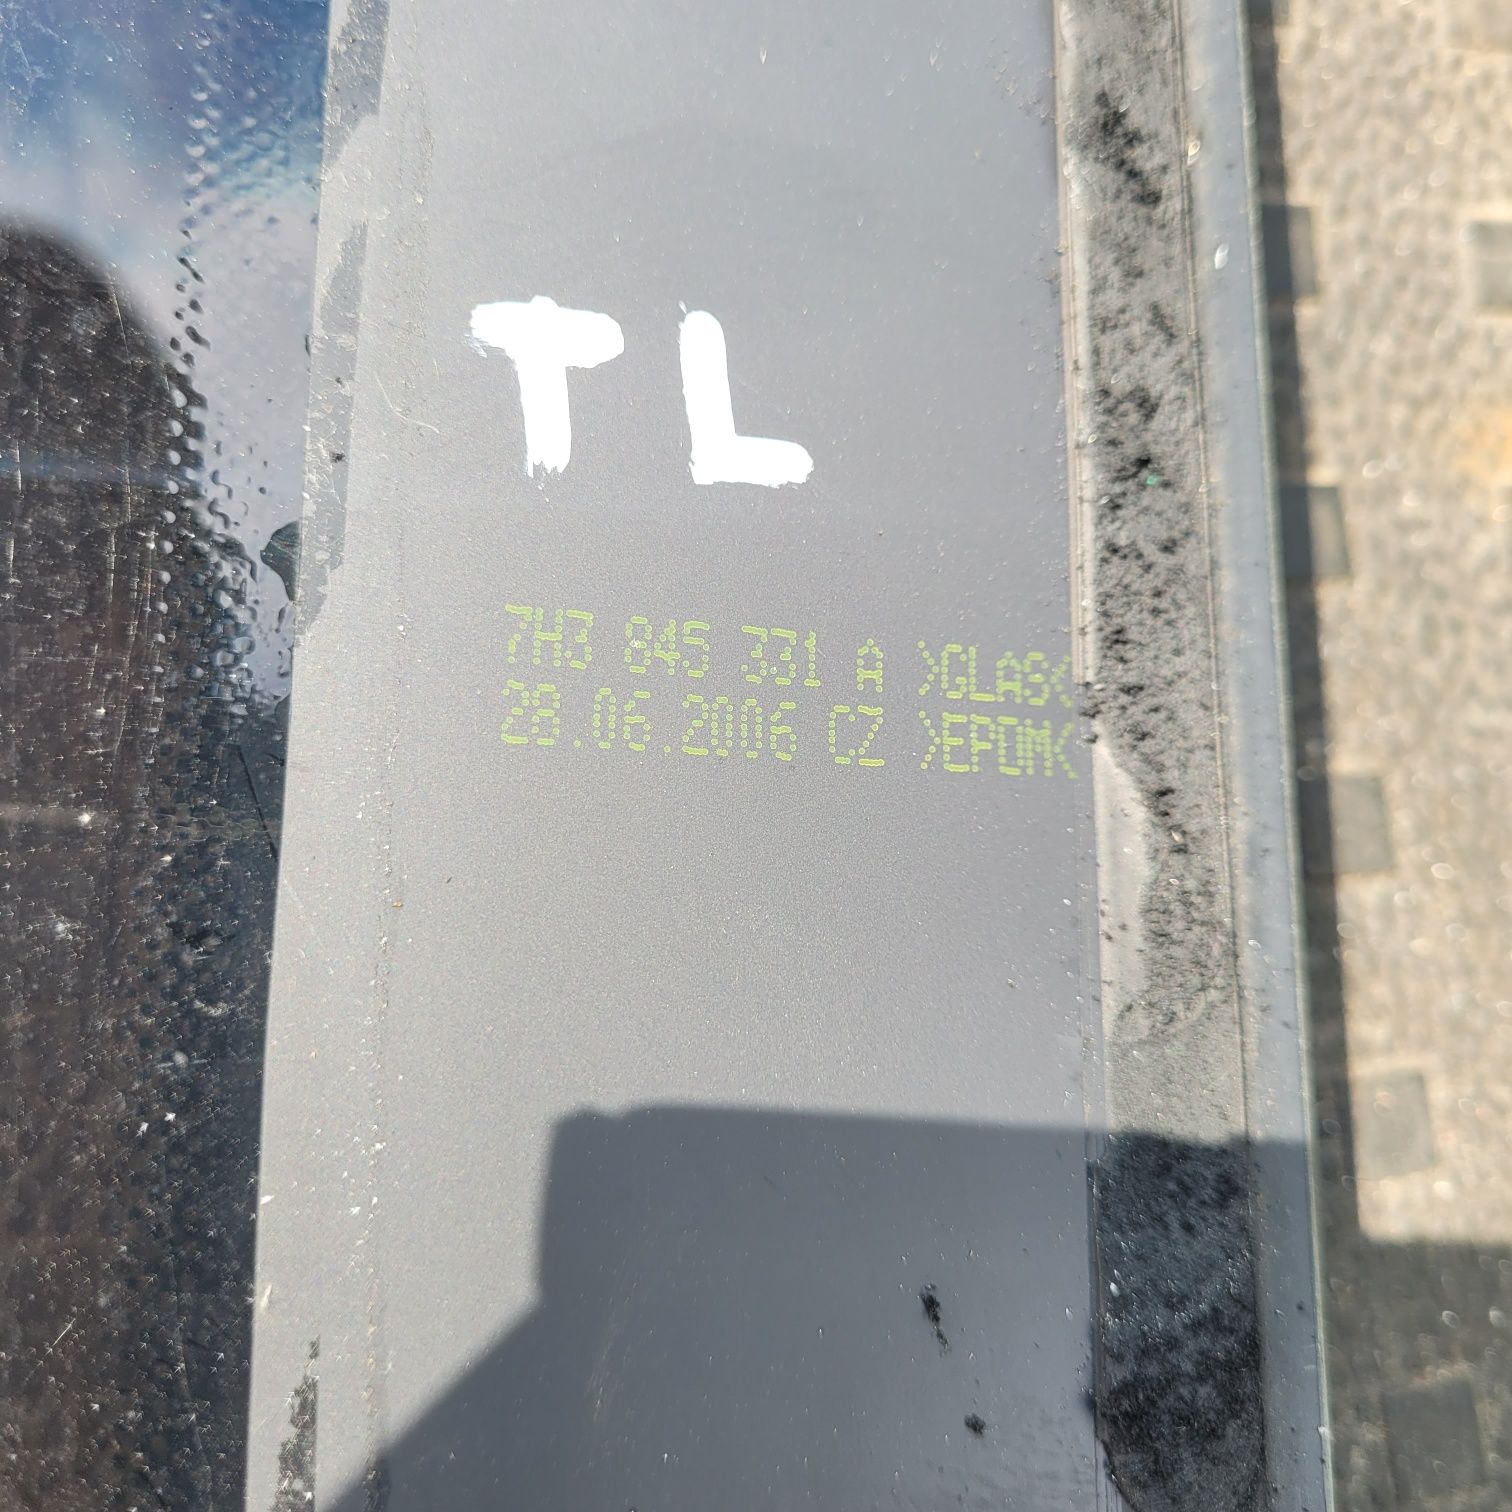 TL
7H3 845 331 A >GLAS<
28.06.2006 CZ >EPDM<